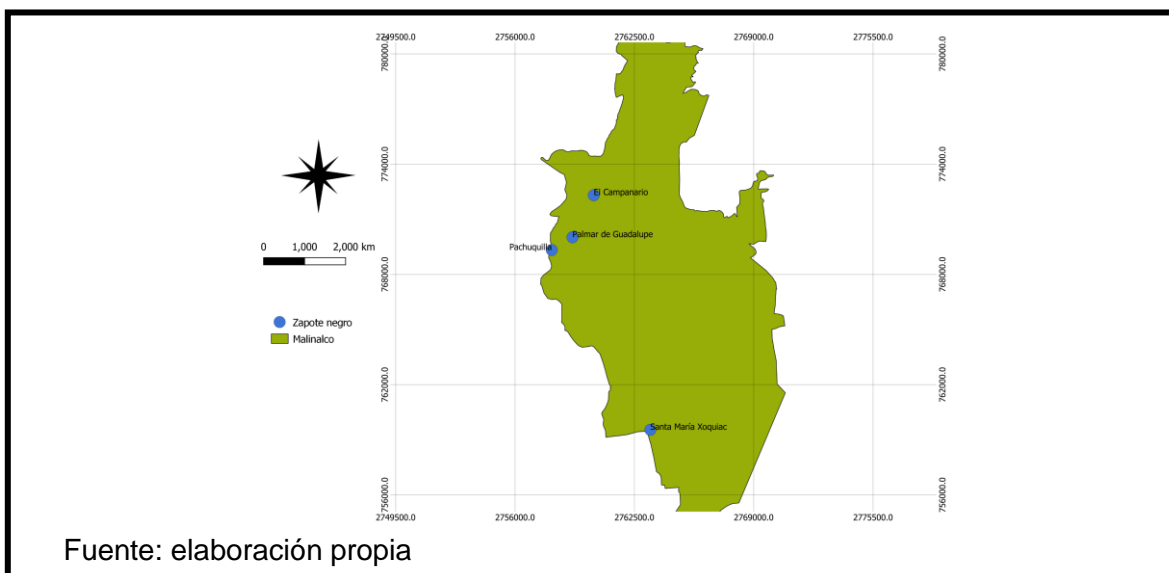 2749500.0 2756000.0 2762500.0 2769000.0 2775500.0
780000.0 780000.0
774000.0 774000.0
El Campanario
Palmar de Guadalupe
Pachuquilla
0 1,000 2,000 km
768000.0 768000.0
Zapote negro
Malinalco
762000.0 762000.0
Santa María Xoquiac
756000.0 756000.0
2749500.0 2756000.0 2762500.0 2769000.0 2775500.0
Fuente: elaboración propia